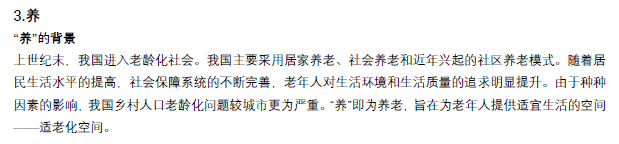 3.养
“养”的背景
上世纪末，我国进入老龄化社会。我国主要采用居家养老、社会养老和近年兴起的社区养老模式。随着居
民生活水平的提高，社会保障系统的不断完善，老年人对生活环境和生活质量的追求明显提升。由于种种
因素的影响，我国乡村人口老龄化问题较城市更为严重。“养”即为养老，旨在为老年人提供适宜生活的空间
——适老化空间。